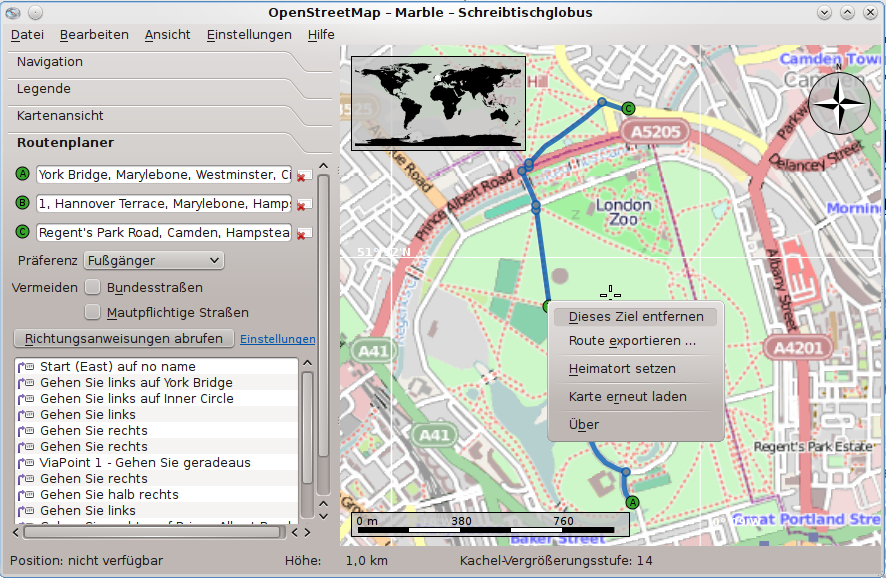 OpenStreetMap – Marble – Schreibtischglobus
Datei Bearbeiten Ansicht Einstellungen Hilfe
Navigation
Legende
Kartenansicht
Routenplaner
A York Bridge, Marylebone, Westminster, Ci
B 1, Hannover Terrace, Marylebone, Hamps
C Regent's Park Road, Camden, Hampstea
Präferenz Fußgänger
Vermeiden Bundesstraßen
Mautpflichtige Straßen
Richtungsanweisungen abrufen Einstellungen
Start (East) auf no name
Gehen Sie links auf York Bridge
Gehen Sie links auf Inner Circle
Gehen Sie links
Gehen Sie rechts
Gehen Sie rechts
ViaPoint 1 - Gehen Sie geradeaus
Gehen Sie rechts
Gehen Sie halb rechts
Gehen Sie links
Camden Town
Camden
N
C
A5205
Parkway
Delancey Street
Avenue Road
Prince Albert Road
London
Zoo
Morning
Albany Street
A41
A4201
A41
Dieses Ziel entfernen
Route exportieren ...
Heimatort setzen
Karte erneut laden
Über
Regent's Park Estate
A
0 m 380 760
Great Portland Stre
Baker Street
Position: nicht verfügbar Höhe: 1,0 km Kachel-Vergrößerungsstufe: 14